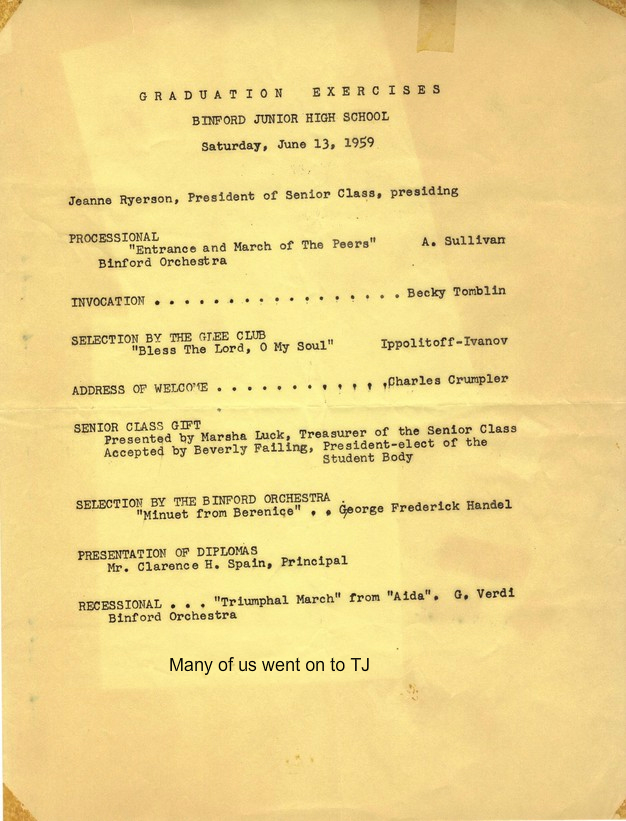 GRADUATION EXERCISES
BINFORD JUNIOR HIGH SCHOOL
Saturday, June 13, 1959
Jeanne Ryerson, President of Senior Class, presiding
PROCESSIONAL
"Entrance and March of The Peers" A. Sullivan
Binford Orchestra
INVOCATION . . . . . . . . . . . . . . . . . Becky Tomblin
SELECTION BY THE GLEE CLUB
"Bless The Lord, O My Soul" Ippolitoff-Ivanov
ADDRESS OF WELCOME . . . . . . . . . . . . Charles Crumpler
SENIOR CLASS GIFT
Presented by Marsha Luck, Treasurer of the Senior Class
Accepted by Beverly Failing, President-elect of the
Student Body
SELECTION BY THE BINFORD ORCHESTRA
"Minuet from Berenice" . . George Frederick Handel
PRESENTATION OF DIPLOMAS
Mr. Clarence H. Spain, Principal
RECESSIONAL . . . "Triumphal March" from "Aida". G. Verdi
Binford Orchestra
Many of us went on to TJ